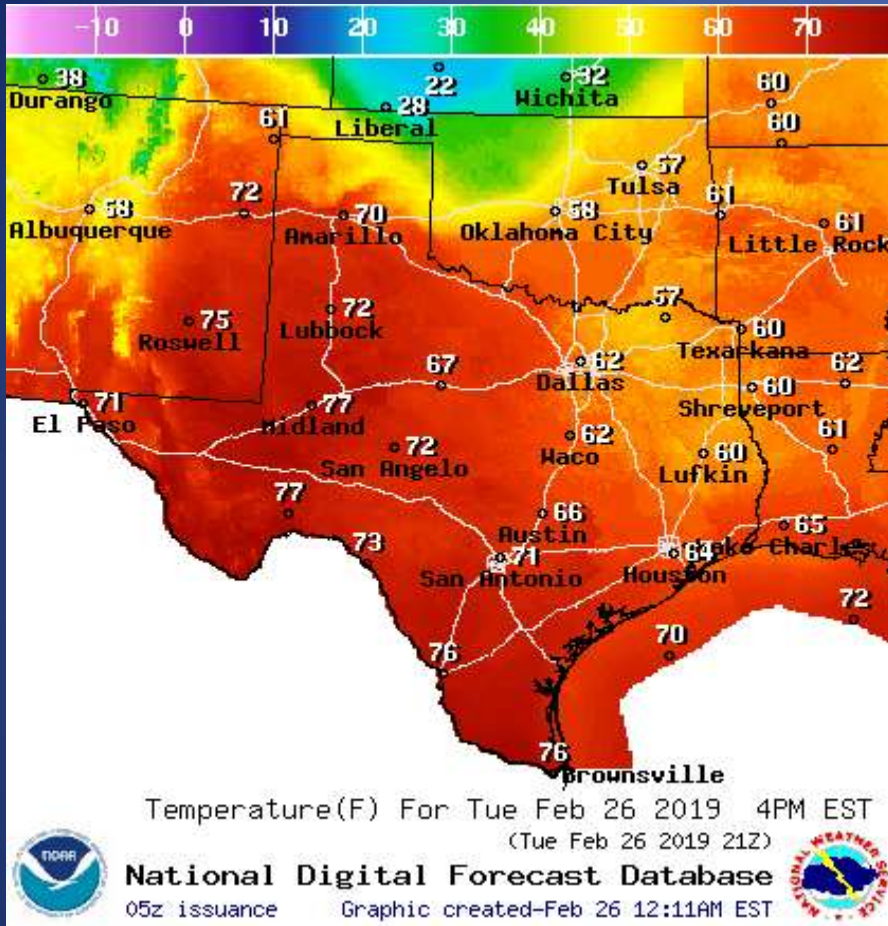 -10 0 10 20 30 40 50 60 70
38 22 32 60
Durango 28 Wichita
Liberal
61 60
57
Tulsa
58 72 70 58 61 61
Albuquerque Amarillo Oklahoma City Little Rock
75 72 57
Roswell Lubbock 60
Texarkana
67 62 62
Dallas 60
71 77 Shreveport
El Paso Midland
72 62 60 61
San Angelo Waco Lufkin
77 66 65
Austin
73 71 64 Lake Charles
San Antonio Houston
72
76 70
76
Brownsville
Temperature(F) For Tue Feb 26 2019 4PM EST
(Tue Feb 26 2019 21Z)
NOAA
National Digital Forecast Database
05z issuance Graphic created-Feb 26 12:11AM EST
NATIONAL WEATHER SERVICE